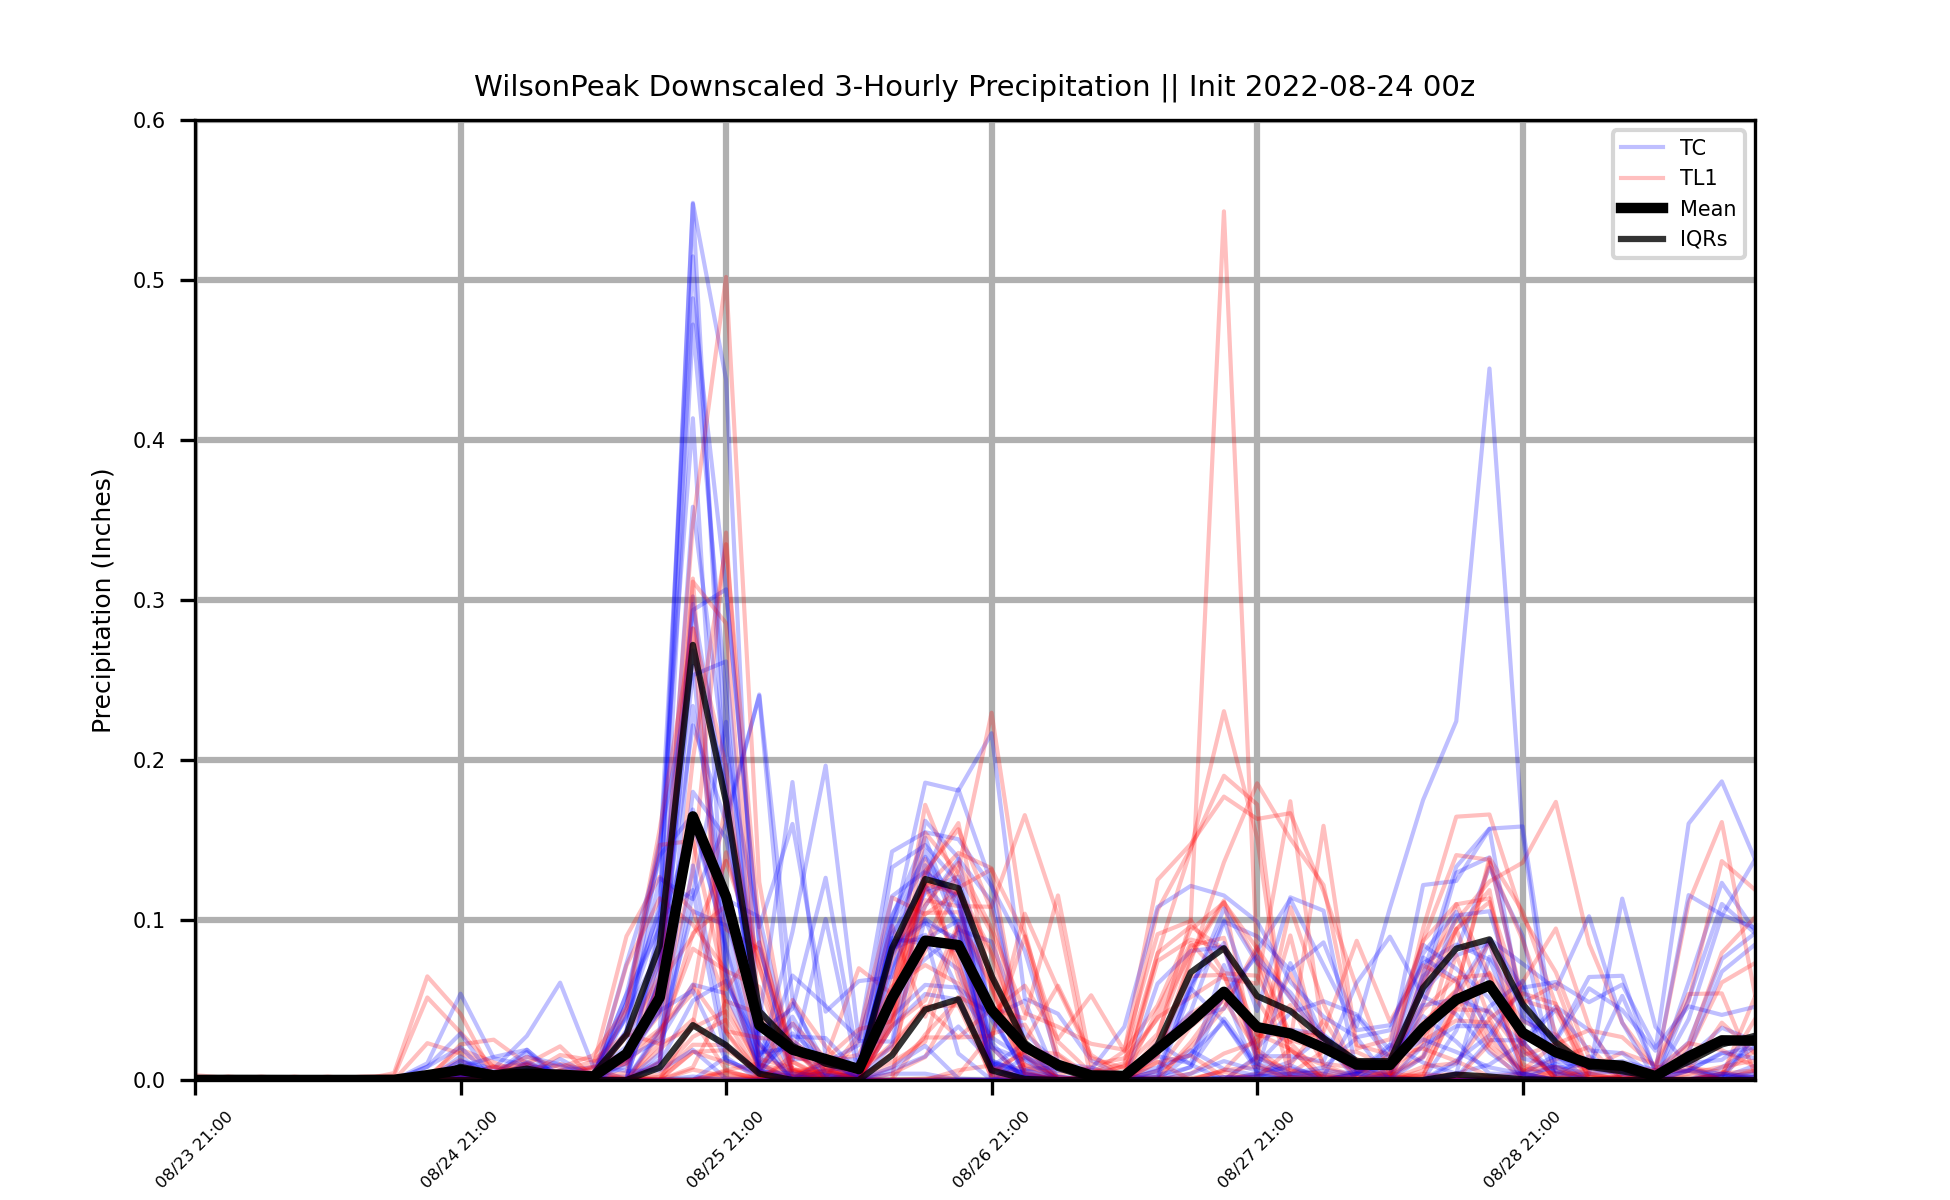 WilsonPeak Downscaled 3-Hourly Precipitation || Init 2022-08-24 00z
Precipitation (Inches)
0.6
0.5
0.4
0.3
0.2
0.1
0.0
TC
TL1
Mean
IQRs
08/23 21:00
08/24 21:00
08/25 21:00
08/26 21:00
08/27 21:00
08/28 21:00